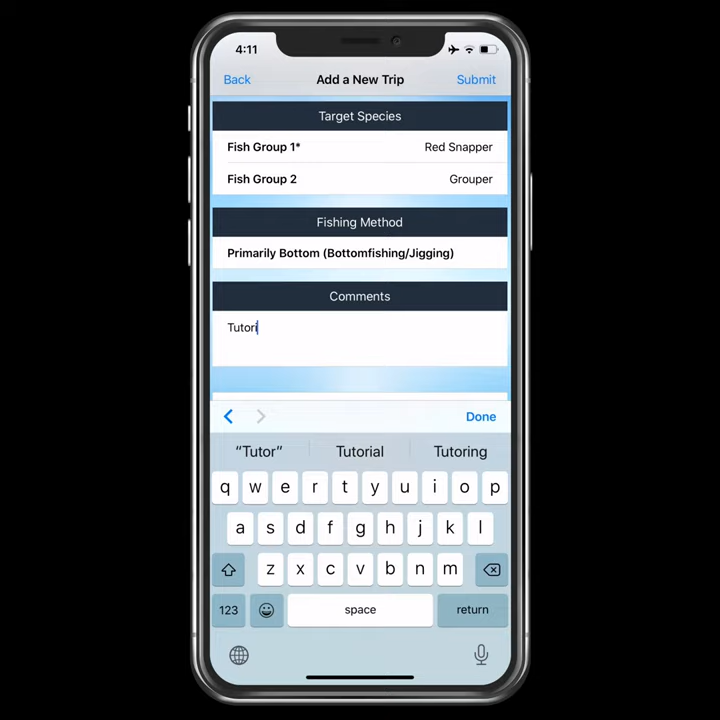 4:11
Back Add a New Trip Submit
Target Species
Fish Group 1* Red Snapper
Fish Group 2 Grouper
Fishing Method
Primarily Bottom (Bottomfishing/Jigging)
Comments
Tutori
Done
“Tutor” Tutorial Tutoring
q w e r t y u i o p
a s d f g h j k l
z x c v b n m
123 space return